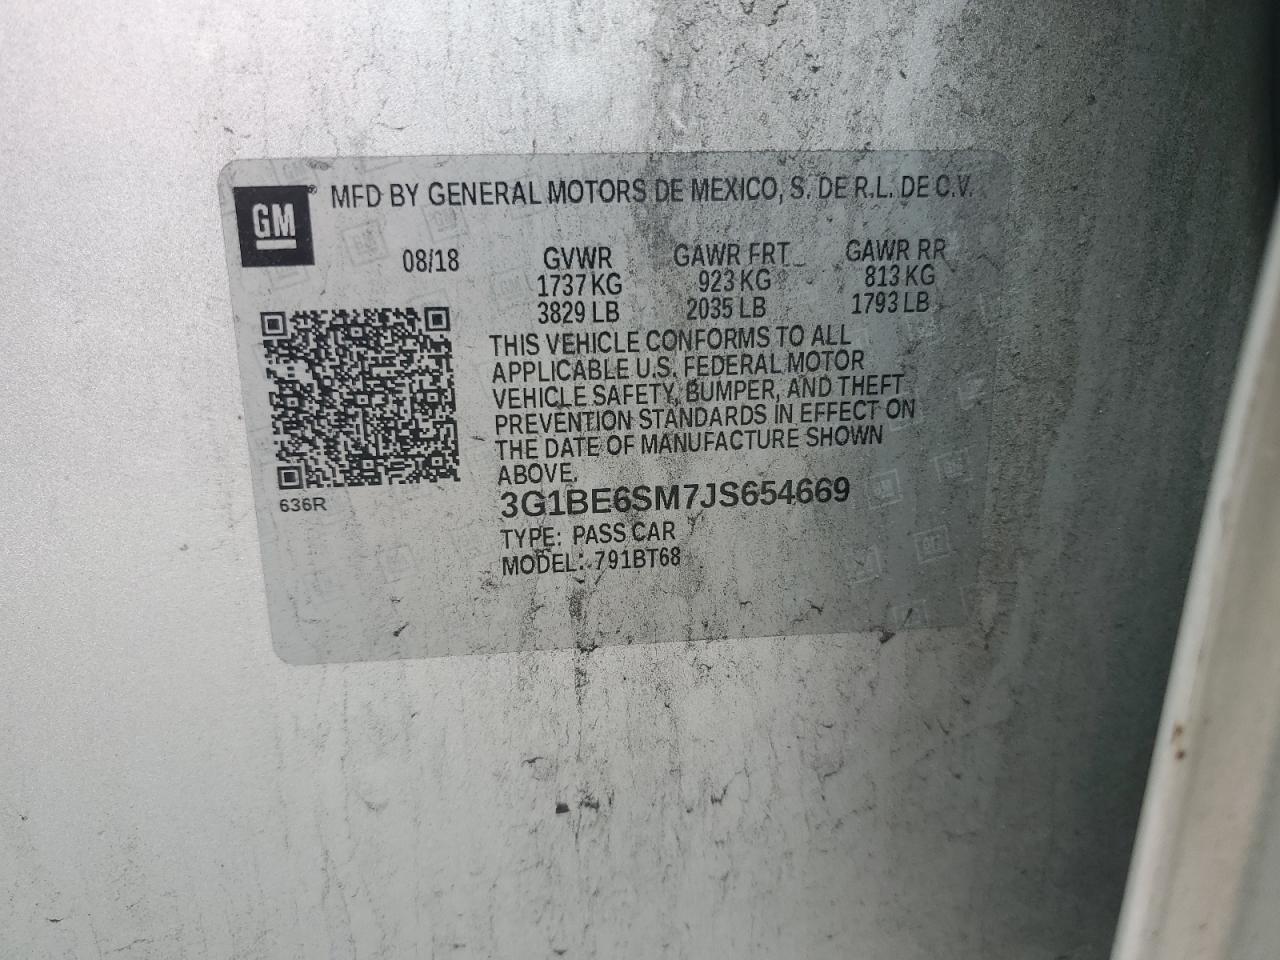 GM ® MFD BY GENERAL MOTORS DE MEXICO, S. DE R.L. DE C.V.
08/18 GVWR GAWR FRT GAWR RR
1737 KG 923 KG 813 KG
3829 LB 2035 LB 1793 LB
THIS VEHICLE CONFORMS TO ALL
APPLICABLE U.S. FEDERAL MOTOR
VEHICLE SAFETY, BUMPER, AND THEFT
PREVENTION STANDARDS IN EFFECT ON
THE DATE OF MANUFACTURE SHOWN
ABOVE.
636R
3G1BE6SM7JS654669
TYPE: PASS CAR
MODEL: 791BT68